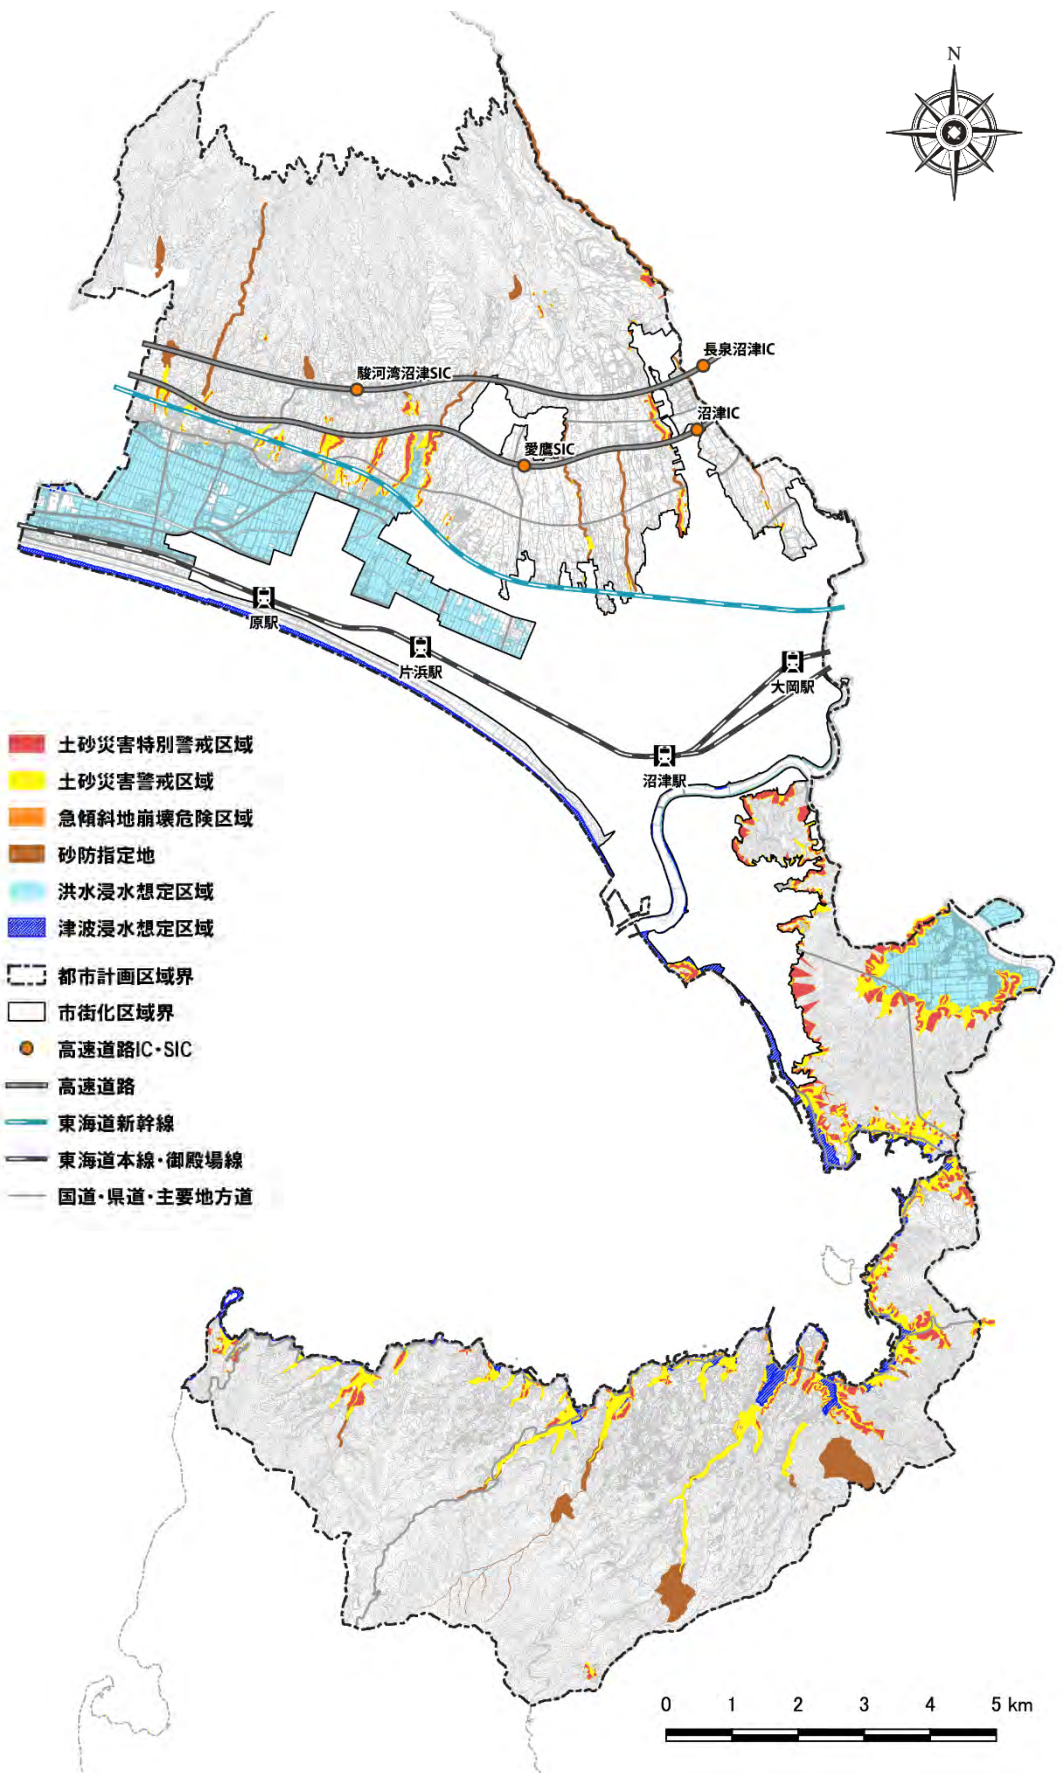 N
長泉沼津IC
駿河湾沼津SIC
沼津IC
愛鷹SIC
原駅
片浜駅
大岡駅
沼津駅
土砂災害特別警戒区域
土砂災害警戒区域
急傾斜地崩壊危険区域
砂防指定地
洪水浸水想定区域
津波浸水想定区域
都市計画区域界
市街化区域界
高速道路IC・SIC
高速道路
東海道新幹線
東海道本線・御殿場線
国道・県道・主要地方道
0 1 2 3 4 5 km